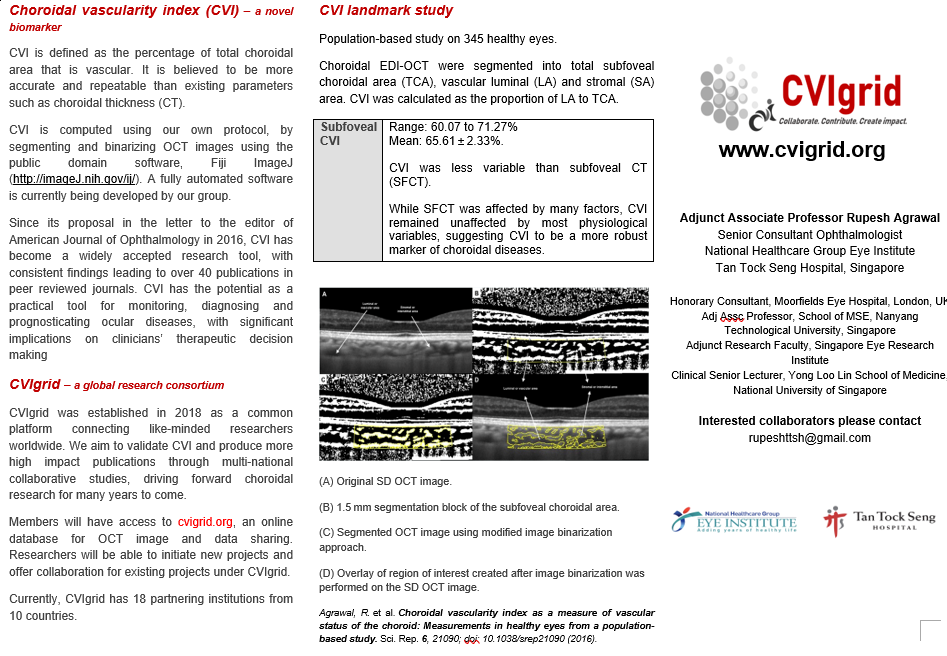 Choroidal vascularity index (CVI) – a novel
biomarker
CVI is defined as the percentage of total choroidal
area that is vascular. It is believed to be more
accurate and repeatable than existing parameters
such as choroidal thickness (CT).
CVI is computed using our own protocol, by
segmenting and binarizing OCT images using the
public domain software, Fiji ImageJ
(http://imageJ.nih.gov/ij/). A fully automated software
is currently being developed by our group.
Since its proposal in the letter to the editor of
American Journal of Ophthalmology in 2016, CVI has
become a widely accepted research tool, with
consistent findings leading to over 40 publications in
peer reviewed journals. CVI has the potential as a
practical tool for monitoring, diagnosing and
prognosticating ocular diseases, with significant
implications on clinicians' therapeutic decision
making
CVIgrid – a global research consortium
CVIgrid was established in 2018 as a common
platform connecting like-minded researchers
worldwide. We aim to validate CVI and produce more
high impact publications through multi-national
collaborative studies, driving forward choroidal
research for many years to come.
Members will have access to cvigrid.org, an online
database for OCT image and data sharing.
Researchers will be able to initiate new projects and
offer collaboration for existing projects under CVIgrid.
Currently, CVIgrid has 18 partnering institutions from
10 countries.
CVI landmark study
Population-based study on 345 healthy eyes.
Choroidal EDI-OCT were segmented into total subfoveal
choroidal area (TCA), vascular luminal (LA) and stromal (SA)
area. CVI was calculated as the proportion of LA to TCA.
Subfoveal
CVI
Range: 60.07 to 71.27%
Mean: 65.61 ± 2.33%.
CVI was less variable than subfoveal CT
(SFCT).
While SFCT was affected by many factors, CVI
remained unaffected by most physiological
variables, suggesting CVI to be a more robust
marker of choroidal diseases.
A
Luminal or
vascular area
Stromal or
interstitial area
B
C
D
Luminal or vascular area
Stromal or interstitial area
(A) Original SD OCT image.
(B) 1.5 mm segmentation block of the subfoveal choroidal area.
(C) Segmented OCT image using modified image binarization
approach.
(D) Overlay of region of interest created after image binarization was
performed on the SD OCT image.
Agrawal, R. et al. Choroidal vascularity index as a measure of vascular
status of the choroid: Measurements in healthy eyes from a population-
based study. Sci. Rep. 6, 21090; doi: 10.1038/srep21090 (2016).
CVIgrid
cvi
Collaborate. Contribute. Create impact.
www.cvigrid.org
Adjunct Associate Professor Rupesh Agrawal
Senior Consultant Ophthalmologist
National Healthcare Group Eye Institute
Tan Tock Seng Hospital, Singapore
Honorary Consultant, Moorfields Eye Hospital, London, UK
Adj Assc Professor, School of MSE, Nanyang
Technological University, Singapore
Adjunct Research Faculty, Singapore Eye Research
Institute
Clinical Senior Lecturer, Yong Loo Lin School of Medicine,
National University of Singapore
Interested collaborators please contact
rupeshttsh@gmail.com
National Healthcare Group
EYE INSTITUTE
Adding years of healthy life
Tan Tock Seng
HOSPITAL